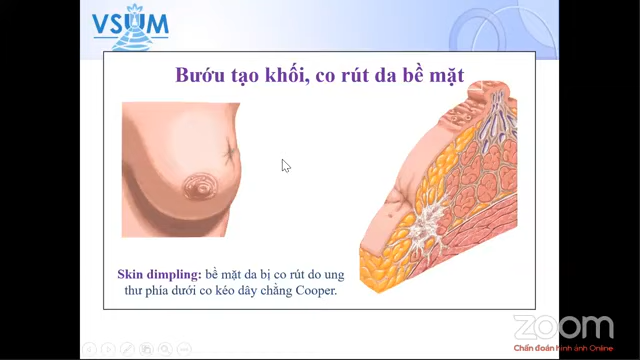 VSUM
Bướu tạo khối, co rút da bề mặt
Skin dimpling: bề mặt da bị co rút do ung
thư phía dưới co kéo dây chằng Cooper.
zoom
Chẩn đoán hình ảnh Online